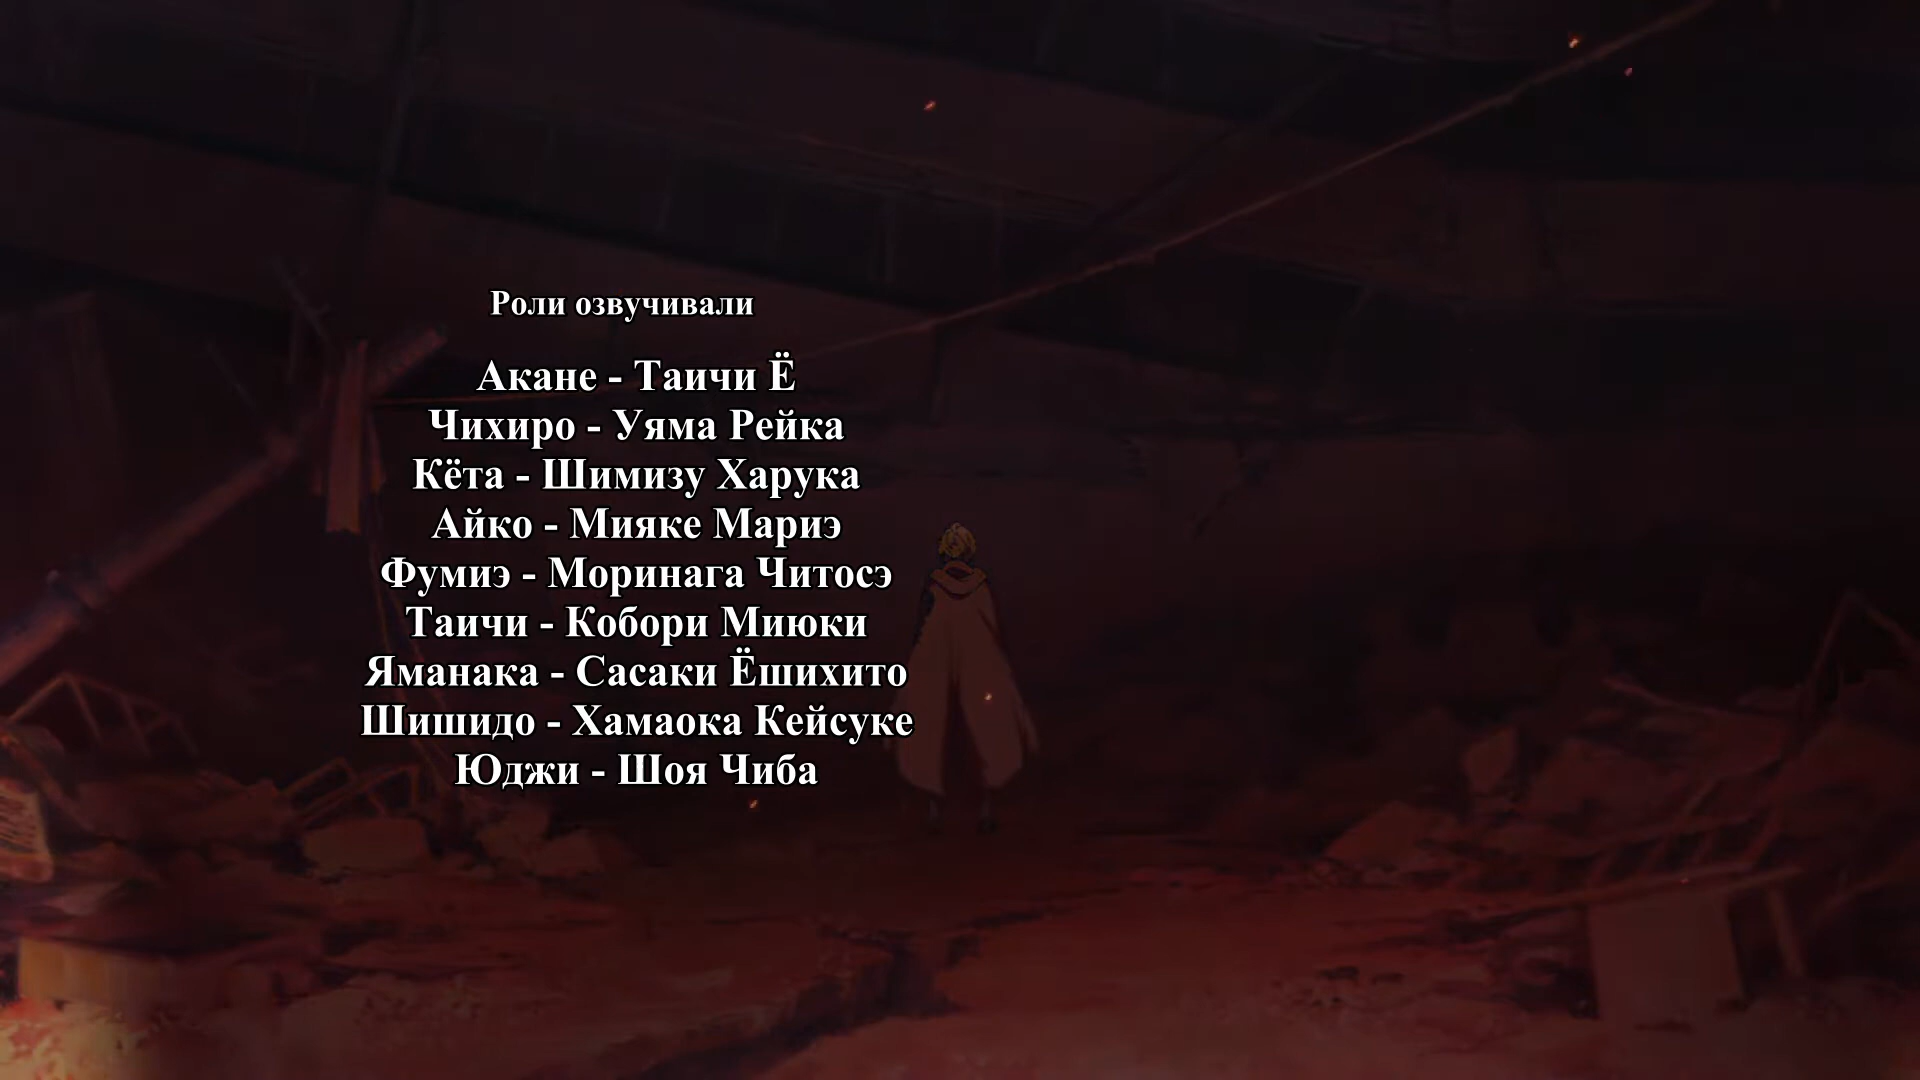 Роли озвучивали
Акане - Таичи Ё
Чихиро - Уяма Рейка
Кёта - Шимизу Харука
Айко - Мияке Мариэ
Фумиэ - Моринага Читосэ
Таичи - Кобори Миюки
Яманака - Сасаки Ёшихито
Шишидо - Хамаока Кейсуке
Юджи - Шоя Чиба